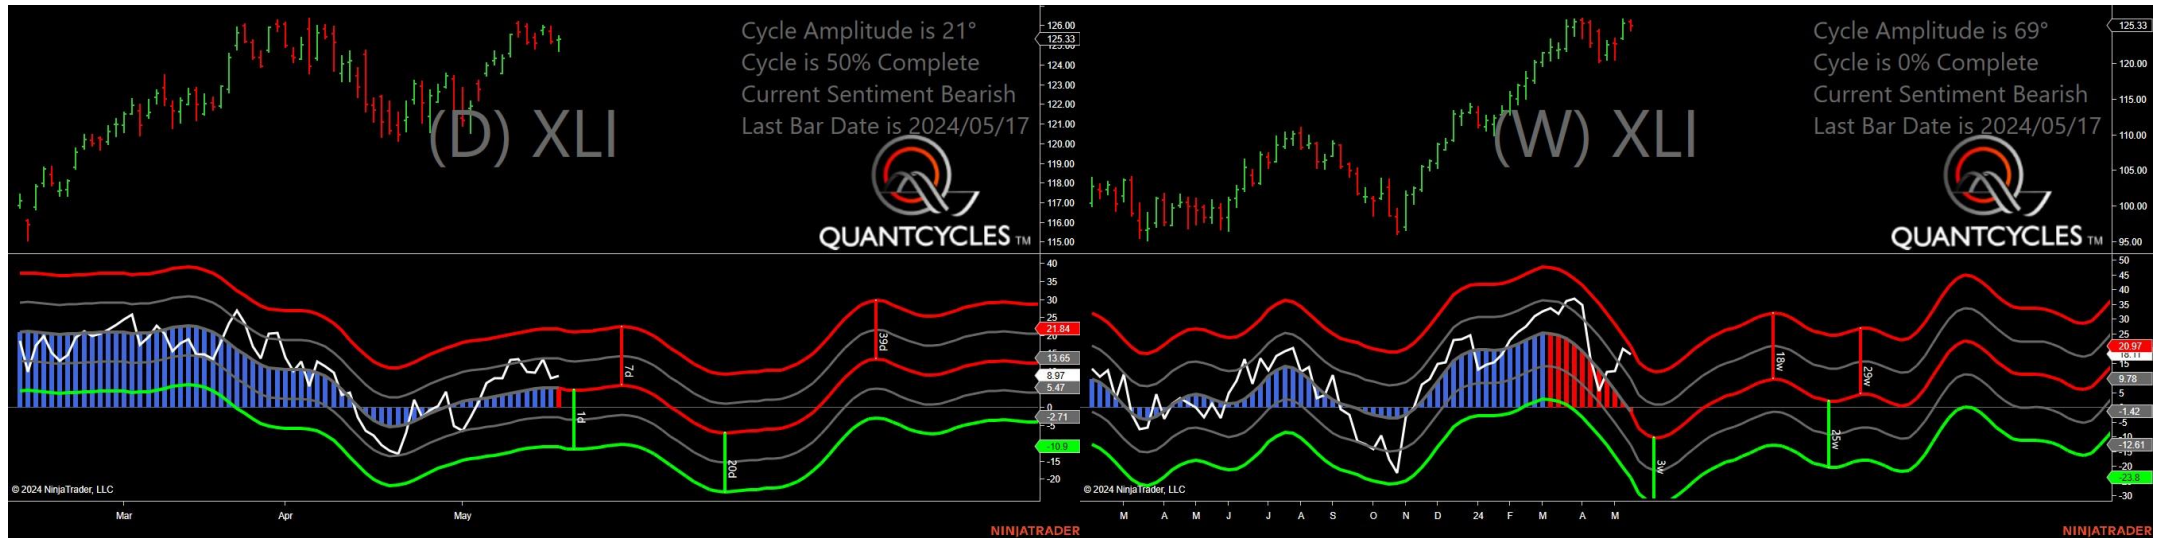 Cycle Amplitude is 21°
Cycle is 50% Complete
Current Sentiment Bearish
Last Bar Date is 2024/05/17
(D) XLI
QUANTCYCLES TM
126.00
125.33
124.00
123.00
122.00
121.00
120.00
119.00
118.00
117.00
116.00
115.00
40
35
30
25
21.84
20
13.65
8.97
5.47
0
-2.71
-5
-10.9
-15
-20
7d
39d
1d
20d
© 2024 NinjaTrader, LLC
Mar Apr May
NINJATRADER
Cycle Amplitude is 69°
Cycle is 0% Complete
Current Sentiment Bearish
Last Bar Date is 2024/05/17
(W) XLI
QUANTCYCLES TM
125.33
120.00
115.00
110.00
105.00
100.00
95.00
50
45
40
35
30
25
20.97
18.11
9.78
5
-1.42
-5
-12.61
-20
-23.8
-30
18w
29w
25w
3w
© 2024 NinjaTrader, LLC
M A M J J A S O N D 24 F M A M
NINJATRADER